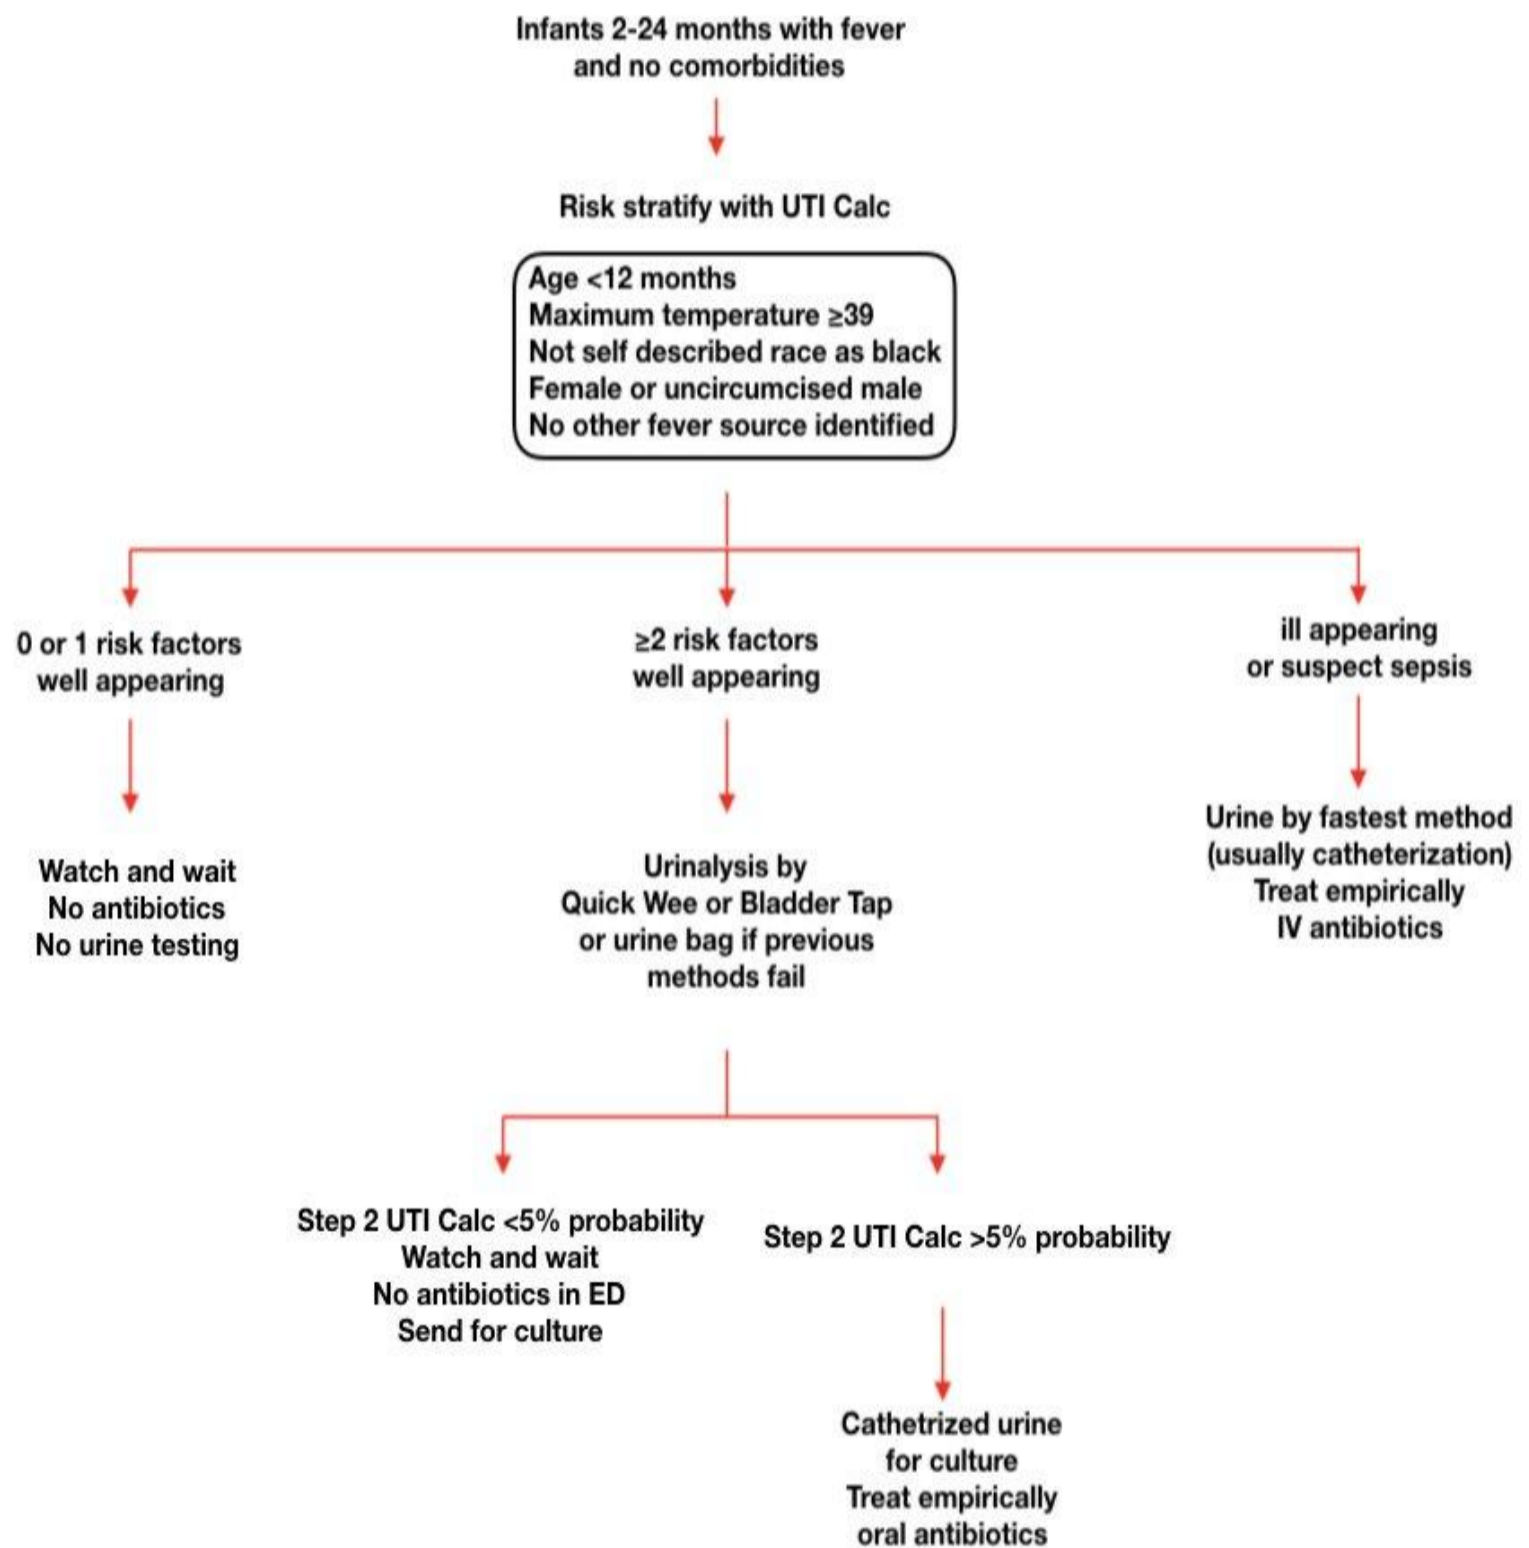 Infants 2-24 months with fever
and no comorbidities
Risk stratify with UTI Calc
Age <12 months
Maximum temperature ≥39
Not self described race as black
Female or uncircumcised male
No other fever source identified
0 or 1 risk factors
well appearing
≥2 risk factors
well appearing
ill appearing
or suspect sepsis
Watch and wait
No antibiotics
No urine testing
Urinalysis by
Quick Wee or Bladder Tap
or urine bag if previous
methods fail
Urine by fastest method
(usually catheterization)
Treat empirically
IV antibiotics
Step 2 UTI Calc <5% probability
Watch and wait
No antibiotics in ED
Send for culture
Step 2 UTI Calc >5% probability
Cathetrized urine
for culture
Treat empirically
oral antibiotics